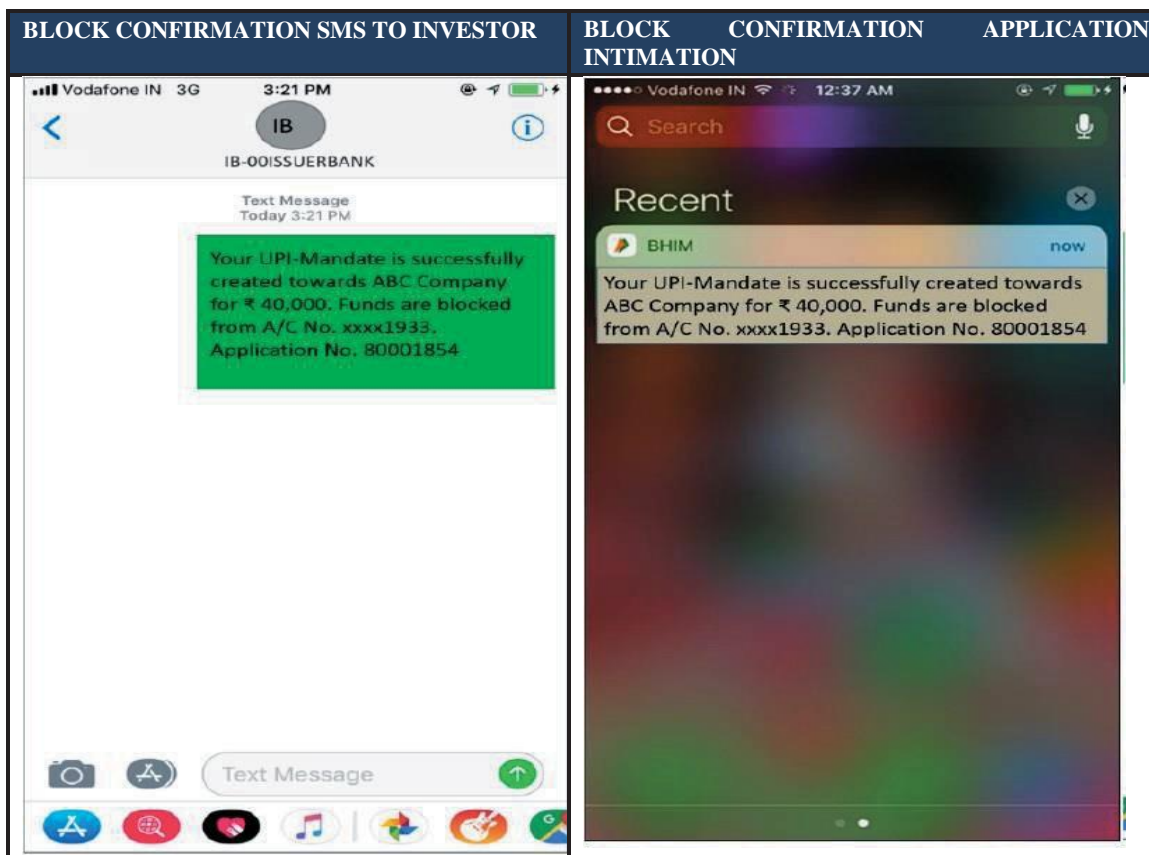 BLOCK CONFIRMATION SMS TO INVESTOR
BLOCK CONFIRMATION APPLICATION
INTIMATION
Vodafone IN 3G 3:21 PM
IB
IB-00ISSUERBANK
Text Message
Today 3:21 PM
Your UPI-Mandate is successfully
created towards ABC Company
for ₹ 40,000. Funds are blocked
from A/C No. xxxx1933.
Application No. 80001854
Text Message
Vodafone IN 12:37 AM
Search
Recent
BHIM now
Your UPI-Mandate is successfully created towards
ABC Company for ₹ 40,000. Funds are blocked
from A/C No. xxxx1933. Application No. 80001854